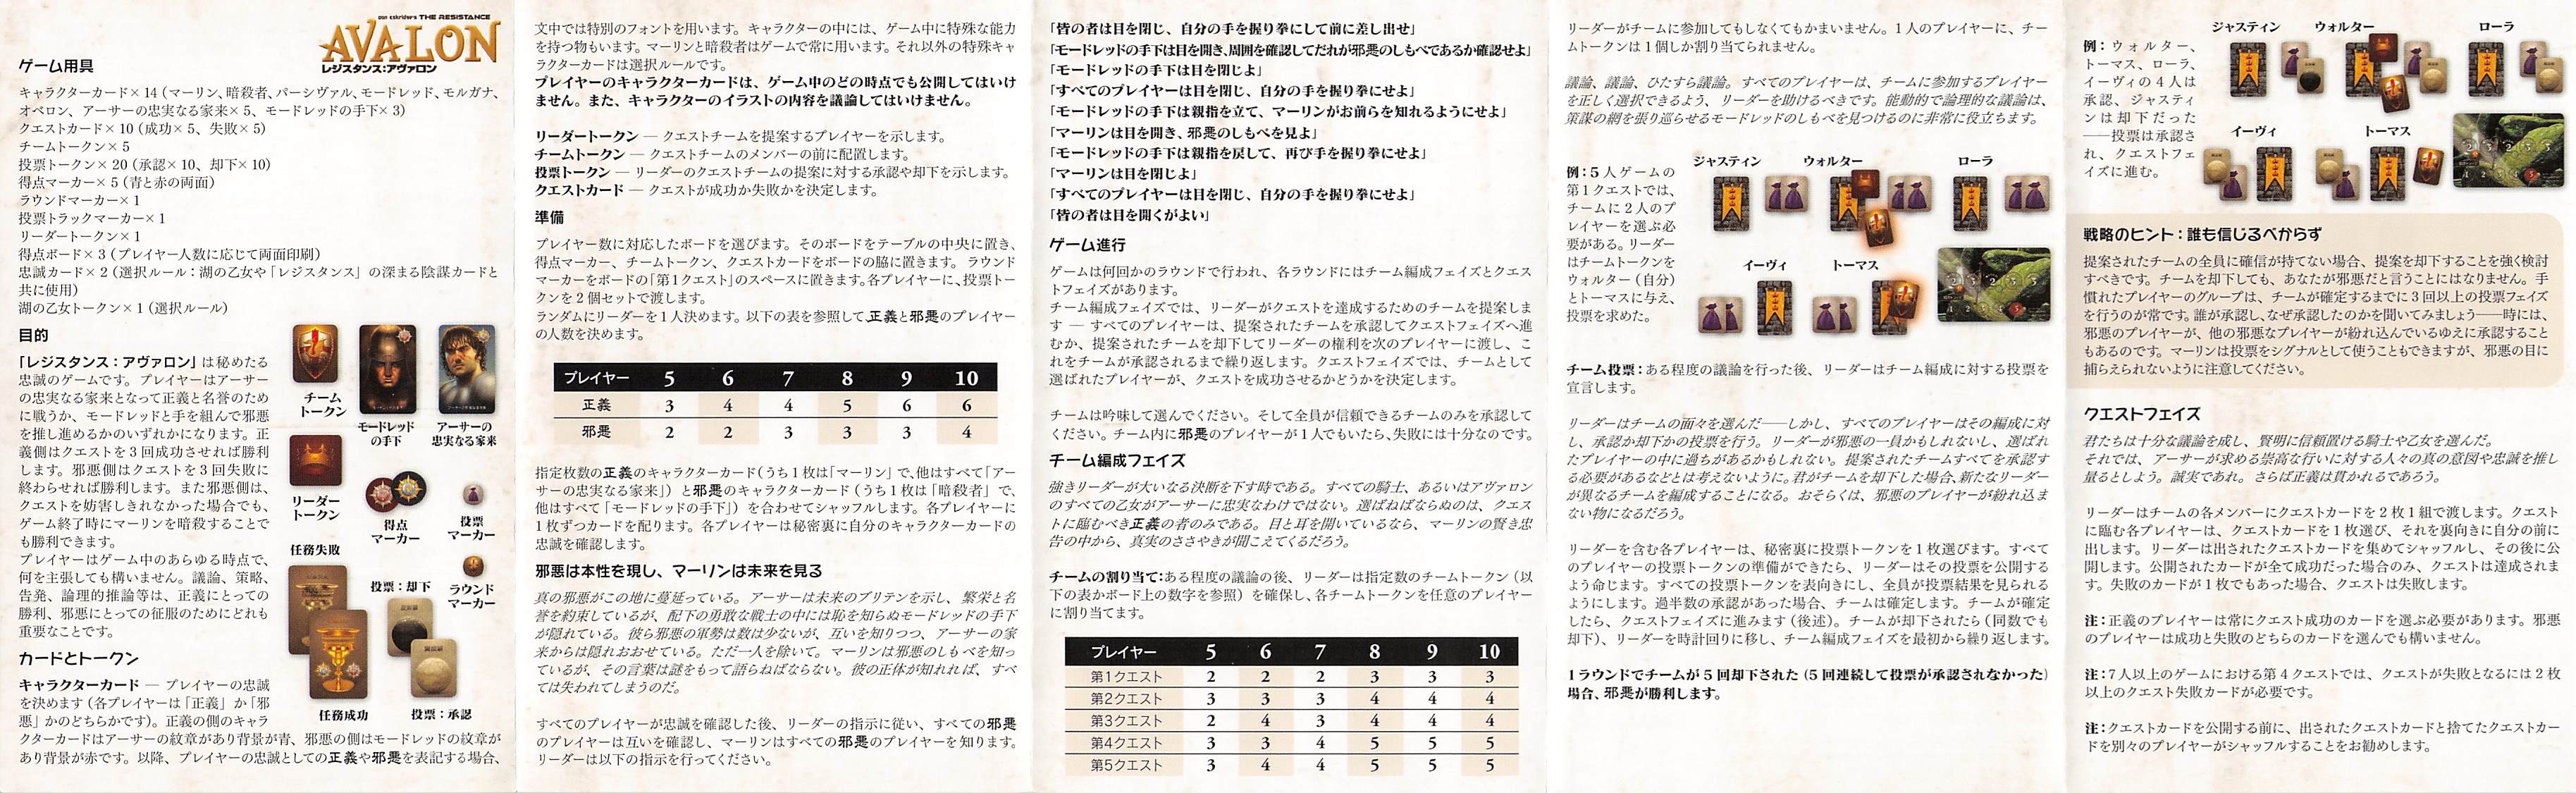 DON ESKRIDGE'S THE RESISTANCE
AVALON
レジスタンス：アヴァロン
ゲーム用具
キャラクターカード×14（マーリン、暗殺者、パーシヴァル、モードレッド、モルガナ、
オベロン、アーサーの忠実なる家来×5、モードレッドの手下×3）
クエストカード×10（成功×5、失敗×5）
チームトークン×5
投票トークン×20（承認×10、却下×10）
得点マーカー×5（青と赤の両面）
ラウンドマーカー×1
投票トラックマーカー×1
リーダートークン×1
得点ボード×3（プレイヤー人数に応じて両面印刷）
忠誠カード×2（選択ルール：湖の乙女や「レジスタンス」の深まる陰謀カードと
共に使用）
湖の乙女トークン×1（選択ルール）
目的
「レジスタンス：アヴァロン」は秘めたる
忠誠のゲームです。プレイヤーはアーサー
の忠実なる家来となって正義と名誉のため
に戦うか、モードレッドと手を組んで邪悪
を推し進めるかのいずれかになります。正
義側はクエストを3回成功させれば勝利
します。邪悪側はクエストを3回失敗に
終わらせれば勝利します。また邪悪側は、
クエストを妨害しきれなかった場合でも、
ゲーム終了時にマーリンを暗殺することで
も勝利できます。
プレイヤーはゲーム中のあらゆる時点で、
何を主張しても構いません。議論、策略、
告発、論理的推論等は、正義にとっての
勝利、邪悪にとっての征服のためにどれも
重要なことです。
チーム
トークン
モードレッド
の手下
アーサーの
忠実なる家来
リーダー
トークン
得点
マーカー
投票
マーカー
任務失敗
投票：却下
ラウンド
マーカー
任務成功
投票：承認
カードとトークン
キャラクターカード ― プレイヤーの忠誠
を決めます（各プレイヤーは「正義」か「邪
悪」かのどちらかです）。正義の側のキャラ
クターカードはアーサーの紋章があり背景が青、邪悪の側はモードレッドの紋章が
あり背景が赤です。以降、プレイヤーの忠誠としての正義や邪悪を表記する場合、
文中では特別のフォントを用います。キャラクターの中には、ゲーム中に特殊な能力
を持つ物もいます。マーリンと暗殺者はゲームで常に用います。それ以外の特殊キャ
ラクターカードは選択ルールです。
プレイヤーのキャラクターカードは、ゲーム中のどの時点でも公開してはいけ
ません。また、キャラクターのイラストの内容を議論してはいけません。
リーダートークン ― クエストチームを提案するプレイヤーを示します。
チームトークン ― クエストチームのメンバーの前に配置します。
投票トークン ― リーダーのクエストチームの提案に対する承認や却下を示します。
クエストカード ― クエストが成功か失敗かを決定します。
準備
プレイヤー数に対応したボードを選びます。そのボードをテーブルの中央に置き、
得点マーカー、チームトークン、クエストカードをボードの脇に置きます。ラウンド
マーカーをボードの「第1クエスト」のスペースに置きます。各プレイヤーに、投票トー
クンを2個セットで渡します。
ランダムにリーダーを1人決めます。以下の表を参照して、正義と邪悪のプレイヤー
の人数を決めます。
プレイヤー 5 6 7 8 9 10
正義 3 4 4 5 6 6
邪悪 2 2 3 3 3 4
指定枚数の正義のキャラクターカード（うち1枚は「マーリン」で、他はすべて「アー
サーの忠実なる家来」）と邪悪のキャラクターカード（うち1枚は「暗殺者」で、
他はすべて「モードレッドの手下」）を合わせてシャッフルします。各プレイヤーに
1枚ずつカードを配ります。各プレイヤーは秘密裏に自分のキャラクターカードの
忠誠を確認します。
邪悪は本性を現し、マーリンは未来を見る
真の邪悪がこの地に蔓延っている。アーサーは未来のブリテンを示し、繁栄と名
誉を約束しているが、配下の勇敢な戦士の中には恥を知らぬモードレッドの手下
が隠れている。彼ら邪悪の軍勢は数は少ないが、互いを知りつつ、アーサーの家
来からは隠れおおせている。ただ一人を除いて。マーリンは邪悪のしもべを知っ
ているが、その言葉は謎をもって語らねばならない。彼の正体が知れれば、すべ
ては失われてしまうのだ。
すべてのプレイヤーが忠誠を確認した後、リーダーの指示に従い、すべての邪悪
のプレイヤーは互いを確認し、マーリンはすべての邪悪のプレイヤーを知ります。
リーダーは以下の指示を行ってください。
「皆の者は目を閉じ、自分の手を握り拳にして前に差し出せ」
「モードレッドの手下は目を開き、周囲を確認してだれが邪悪のしもべであるか確認せよ」
「モードレッドの手下は目を閉じよ」
「すべてのプレイヤーは目を閉じ、自分の手を握り拳にせよ」
「モードレッドの手下は親指を立て、マーリンがお前らを知れるようにせよ」
「マーリンは目を開き、邪悪のしもべを見よ」
「モードレッドの手下は親指を戻して、再び手を握り拳にせよ」
「マーリンは目を閉じよ」
「すべてのプレイヤーは目を閉じ、自分の手を握り拳にせよ」
「皆の者は目を開くがよい」
ゲーム進行
ゲームは何回かのラウンドで行われ、各ラウンドにはチーム編成フェイズとクエス
トフェイズがあります。
チーム編成フェイズでは、リーダーがクエストを達成するためのチームを提案しま
す ― すべてのプレイヤーは、提案されたチームを承認してクエストフェイズへ進
むか、提案されたチームを却下してリーダーの権利を次のプレイヤーに渡し、こ
れをチームが承認されるまで繰り返します。クエストフェイズでは、チームとして
選ばれたプレイヤーが、クエストを成功させるかどうかを決定します。
チームは吟味して選んでください。そして全員が信頼できるチームのみを承認して
ください。チーム内に邪悪のプレイヤーが1人でもいたら、失敗には十分なのです。
チーム編成フェイズ
強きリーダーが大いなる決断を下す時である。すべての騎士、あるいはアヴァロン
のすべての乙女がアーサーに忠実なわけではない。選ばねばならぬのは、クエス
トに臨むべき正義の者のみである。目と耳を開いているなら、マーリンの賢き忠
告の中から、真実のささやきが聞こえてくるだろう。
チームの割り当て：ある程度の議論の後、リーダーは指定数のチームトークン（以
下の表かボード上の数字を参照）を確保し、各チームトークンを任意のプレイヤー
に割り当てます。
プレイヤー 5 6 7 8 9 10
第1クエスト 2 2 2 3 3 3
第2クエスト 3 3 3 4 4 4
第3クエスト 2 4 3 4 4 4
第4クエスト 3 3 4 5 5 5
第5クエスト 3 4 4 5 5 5
リーダーがチームに参加してもしなくてもかまいません。1人のプレイヤーに、チー
ムトークンは1個しか割り当てられません。
議論、議論、ひたすら議論。すべてのプレイヤーは、チームに参加するプレイヤー
を正しく選択できるよう、リーダーを助けるべきです。能動的で論理的な議論は、
策謀の網を張り巡らせるモードレッドのしもべを見つけるのに非常に役立ちます。
例：5人ゲームの
第1クエストでは、
チームに2人のプ
レイヤーを選ぶ必
要がある。リーダー
はチームトークンを
ウォルター（自分）
とトーマスに与え、
投票を求めた。
ジャスティン
ウォルター
ローラ
イーヴィ
トーマス
チーム投票：ある程度の議論を行った後、リーダーはチーム編成に対する投票を
宣言します。
リーダーはチームの面々を選んだ――しかし、すべてのプレイヤーはその編成に対
し、承認か却下かの投票を行う。リーダーが邪悪の一員かもしれないし、選ばれ
たプレイヤーの中に過ちがあるかもしれない。提案されたチームすべてを承認す
る必要があるなどとは考えないように。君がチームを却下した場合、新たなリーダー
が異なるチームを編成することになる。おそらくは、邪悪のプレイヤーが紛れ込ま
ない物になるだろう。
リーダーを含む各プレイヤーは、秘密裏に投票トークンを1枚選びます。すべて
のプレイヤーの投票トークンの準備ができたら、リーダーはその投票を公開する
よう命じます。すべての投票トークンを表向きにし、全員が投票結果を見られる
ようにします。過半数の承認があった場合、チームは確定します。チームが確定
したら、クエストフェイズに進みます（後述）。チームが却下されたら（同数でも
却下）、リーダーを時計回りに移し、チーム編成フェイズを最初から繰り返します。
1ラウンドでチームが5回却下された（5回連続して投票が承認されなかった）
場合、邪悪が勝利します。
例：ウォルター、
トーマス、ローラ、
イーヴィの4人は
承認、ジャスティ
ンは却下だった
――投票は承認さ
れ、クエストフェ
イズに進む。
ジャスティン
ウォルター
ローラ
イーヴィ
トーマス
戦略のヒント：誰も信じるべからず
提案されたチームの全員に確信が持てない場合、提案を却下することを強く検討
すべきです。チームを却下しても、あなたが邪悪だと言うことにはなりません。手
慣れたプレイヤーのグループは、チームが確定するまでに3回以上の投票フェイズ
を行うのが常です。誰が承認し、なぜ承認したのかを聞いてみましょう――時には、
邪悪のプレイヤーが、他の邪悪なプレイヤーが紛れ込んでいるゆえに承認すること
もあるのです。マーリンは投票をシグナルとして使うこともできますが、邪悪の目に
捕らえられないように注意してください。
クエストフェイズ
君たちは十分な議論を成し、賢明に信頼置ける騎士や乙女を選んだ。
それでは、アーサーが求める崇高な行いに対する人々の真の意図や忠誠を推し
量るとしよう。誠実であれ。さらば正義は貫かれるであろう。
リーダーはチームの各メンバーにクエストカードを2枚1組で渡します。クエスト
に臨む各プレイヤーは、クエストカードを1枚選び、それを裏向きに自分の前に
出します。リーダーは出されたクエストカードを集めてシャッフルし、その後に公
開します。公開されたカードが全て成功だった場合のみ、クエストは達成されま
す。失敗のカードが1枚でもあった場合、クエストは失敗します。
注：正義のプレイヤーは常にクエスト成功のカードを選ぶ必要があります。邪悪
のプレイヤーは成功と失敗のどちらのカードを選んでも構いません。
注：7人以上のゲームにおける第4クエストでは、クエストが失敗となるには2枚
以上のクエスト失敗カードが必要です。
注：クエストカードを公開する前に、出されたクエストカードと捨てたクエストカー
ドを別々のプレイヤーがシャッフルすることをお勧めします。